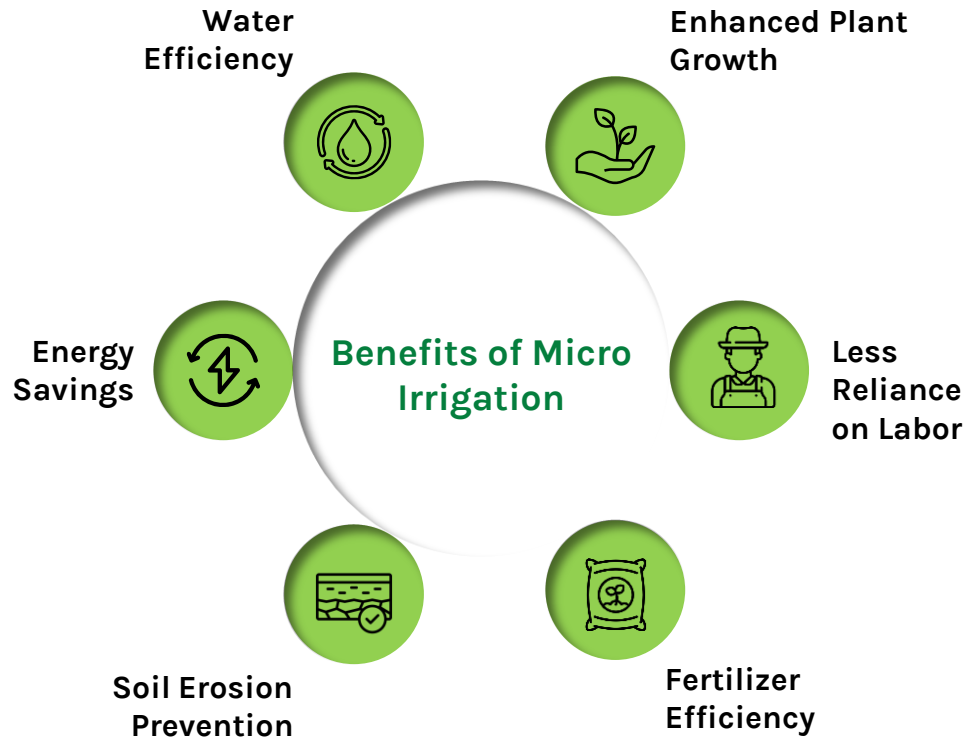 Water
Efficiency
Enhanced Plant
Growth
Energy
Savings
Benefits of Micro
Irrigation
Less
Reliance
on Labor
Soil Erosion
Prevention
Fertilizer
Efficiency